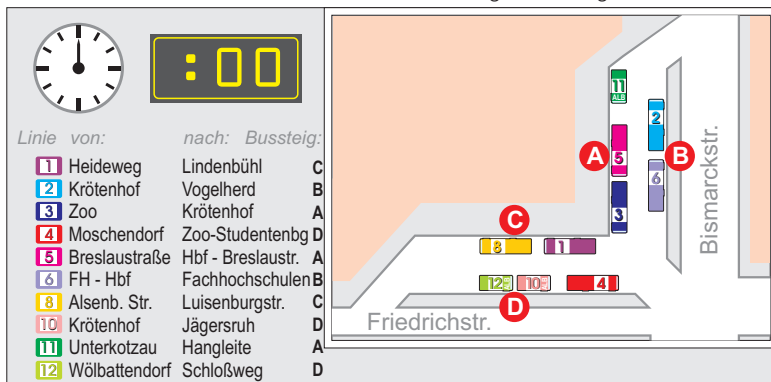 :00
Linie von: nach: Bussteig:
1 Heideweg Lindenbühl C
2 Krötenhof Vogelherd B
3 Zoo Krötenhof A
4 Moschendorf Zoo-Studentenbg D
5 Breslaustraße Hbf - Breslaustr. A
6 FH - Hbf Fachhochschulen B
8 Alsenb. Str. Luisenburgstr. C
10 Krötenhof Jägersruh D
11 Unterkotzau Hangleite A
12 Wölbattendorf Schloßweg D
11
ALB
2
A
5
B
6
3
Bismarckstr.
C
8
1
12
10
4
D
Friedrichstr.